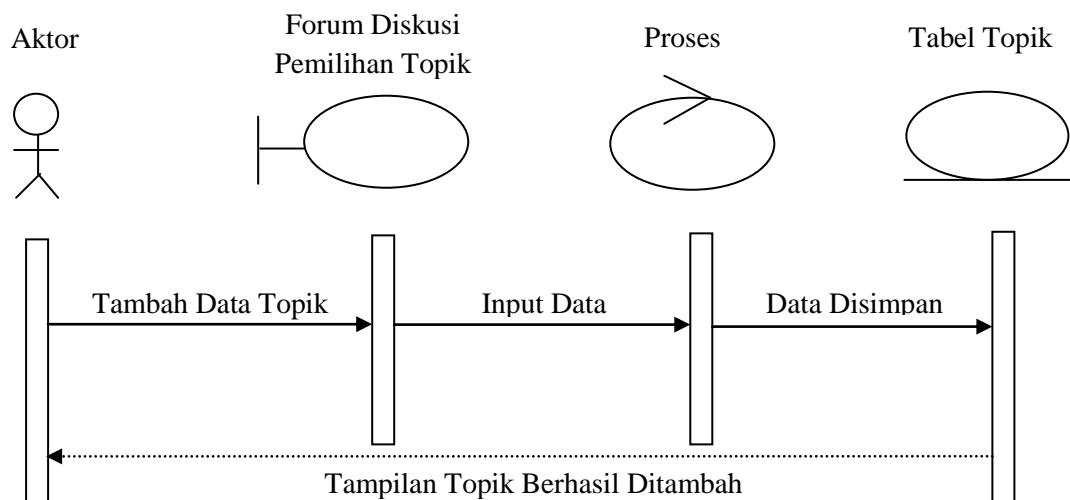 Aktor
Forum Diskusi
Pemilihan Topik
Proses
Tabel Topik
Tambah Data Topik
Input Data
Data Disimpan
Tampilan Topik Berhasil Ditambah